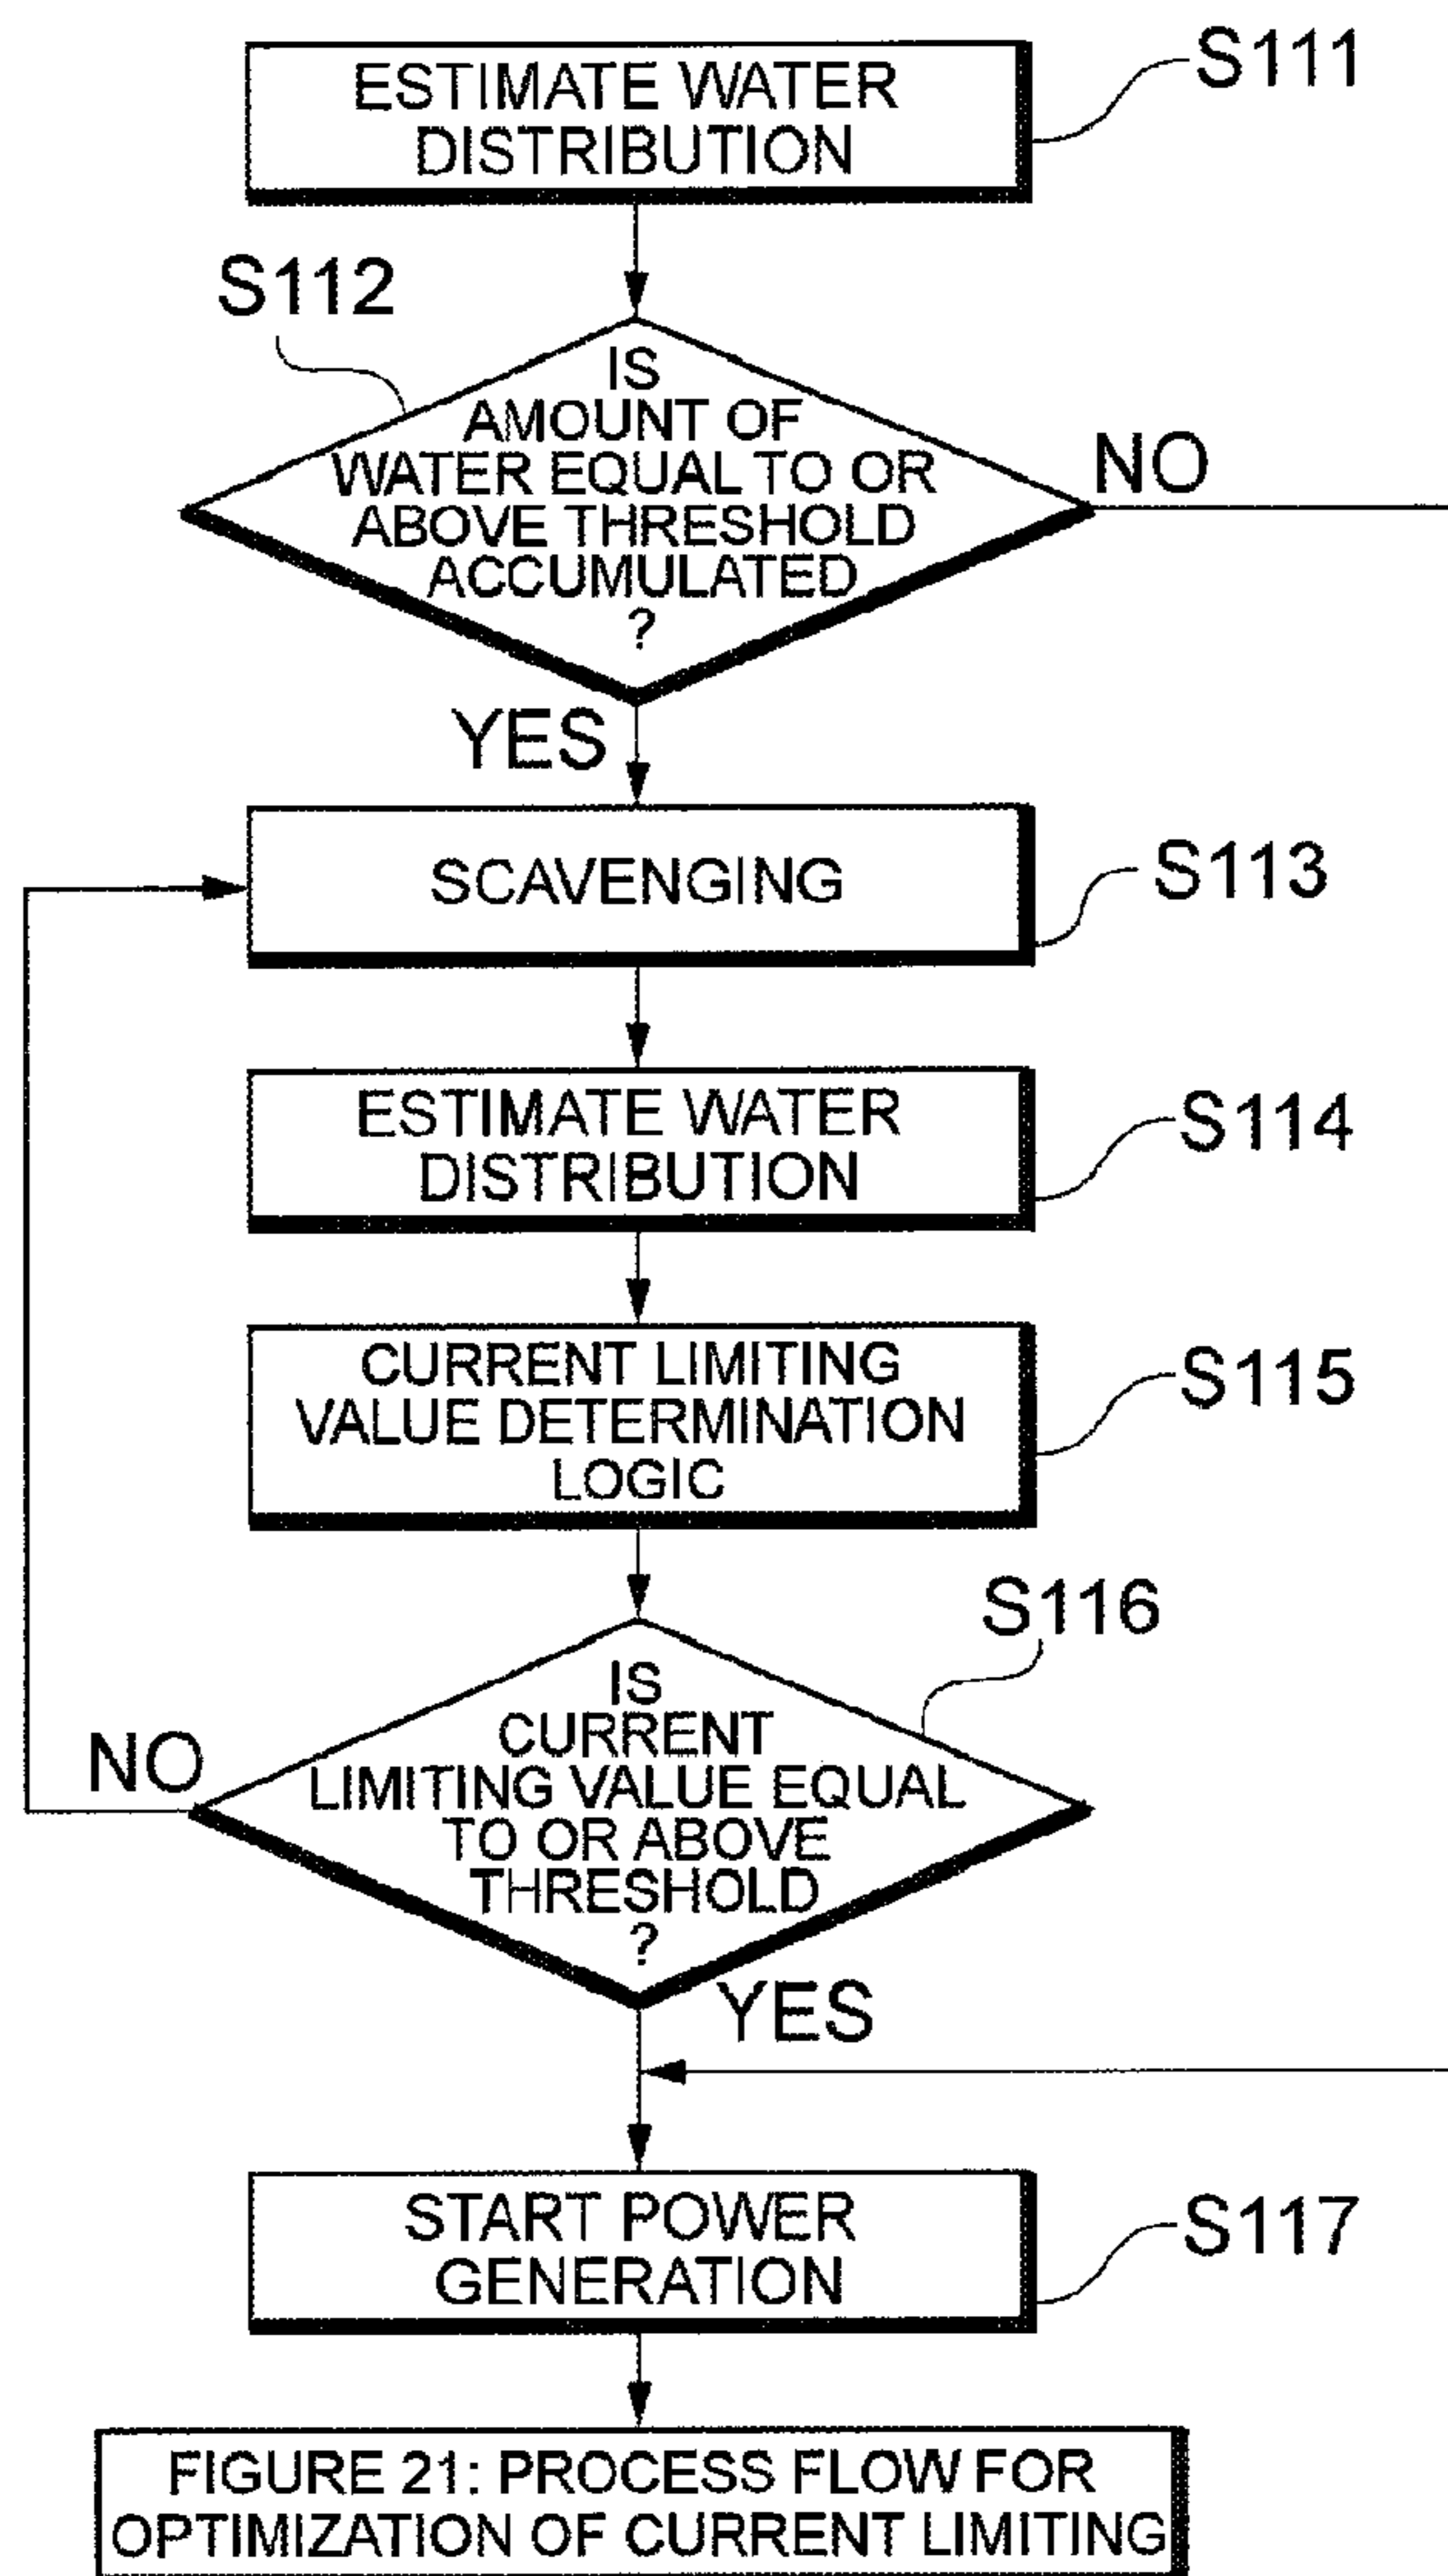 ESTIMATE WATER
DISTRIBUTION
S111
S112
IS
AMOUNT OF
WATER EQUAL TO OR
ABOVE THRESHOLD
ACCUMULATED
?
NO
YES
SCAVENGING
S113
ESTIMATE WATER
DISTRIBUTION
S114
CURRENT LIMITING
VALUE DETERMINATION
LOGIC
S115
S116
IS
CURRENT
LIMITING VALUE EQUAL
TO OR ABOVE
THRESHOLD
?
NO
YES
START POWER
GENERATION
S117
FIGURE 21: PROCESS FLOW FOR
OPTIMIZATION OF CURRENT LIMITING